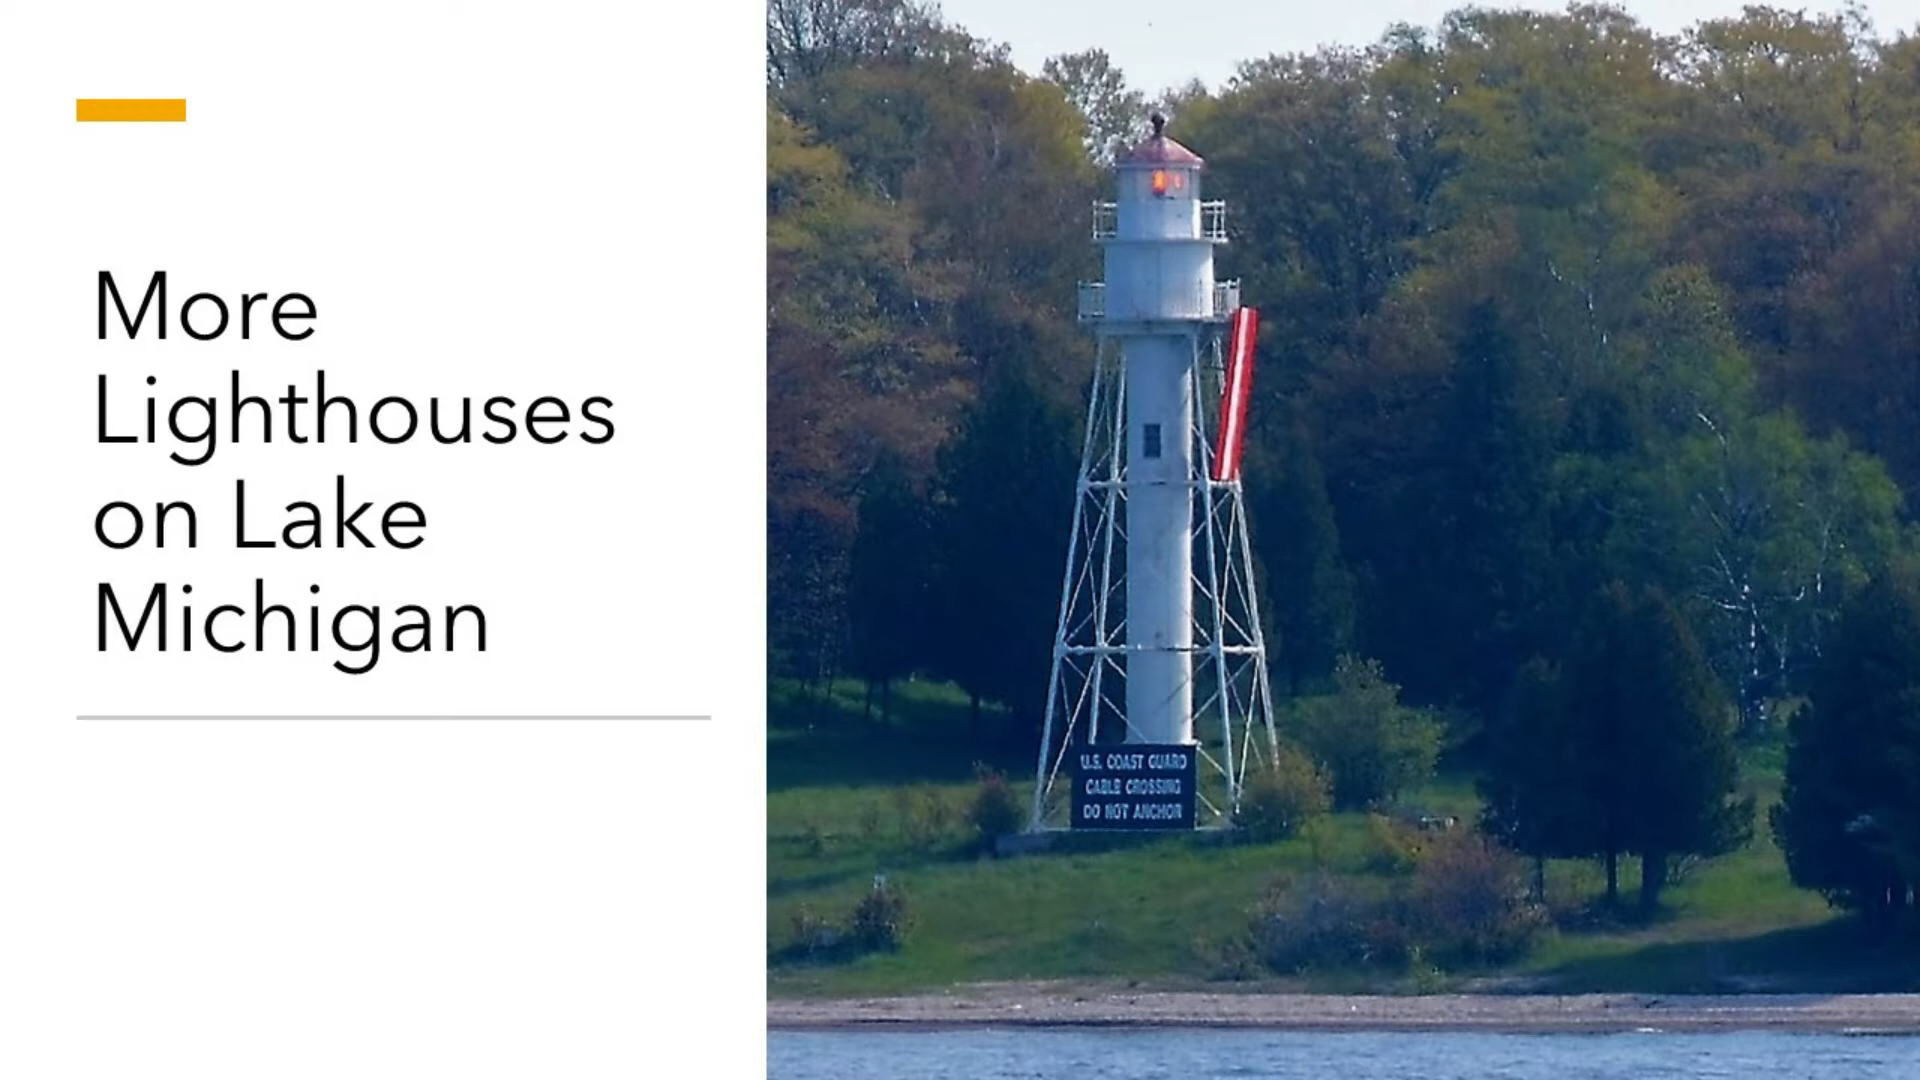 More
Lighthouses
on Lake
Michigan
U.S. COAST GUARD
CABLE CROSSING
DO NOT ANCHOR